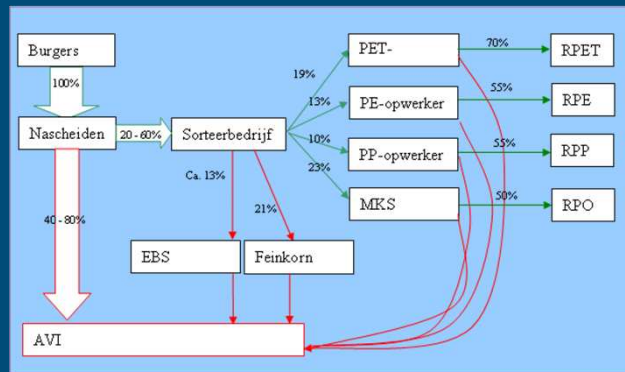 Burgers
100%
Nascheiden
20 - 60%
Sorteerbedrijf
40 - 80%
19%
13%
10%
23%
PET-
70%
RPET
PE-opwerker
55%
RPE
PP-opwerker
55%
RPP
MKS
50%
RPO
Ca. 13%
21%
EBS
Feinkorn
AVI